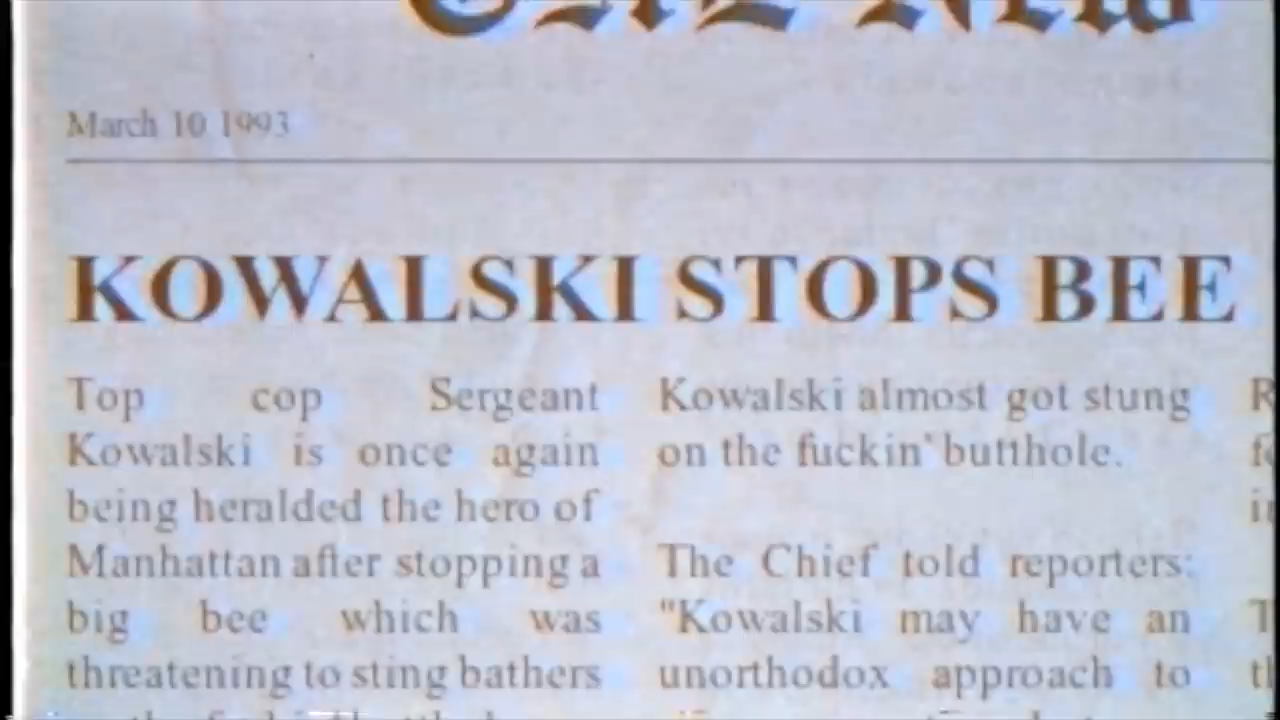 New
March 10 1993
KOWALSKI STOPS BEE
Top cop Sergeant
Kowalski is once again
being heralded the hero of
Manhattan after stopping a
big bee which was
threatening to sting bathers
Kowalski almost got stung
on the fuckin' butthole.
The Chief told reporters:
"Kowalski may have an
unorthodox approach to